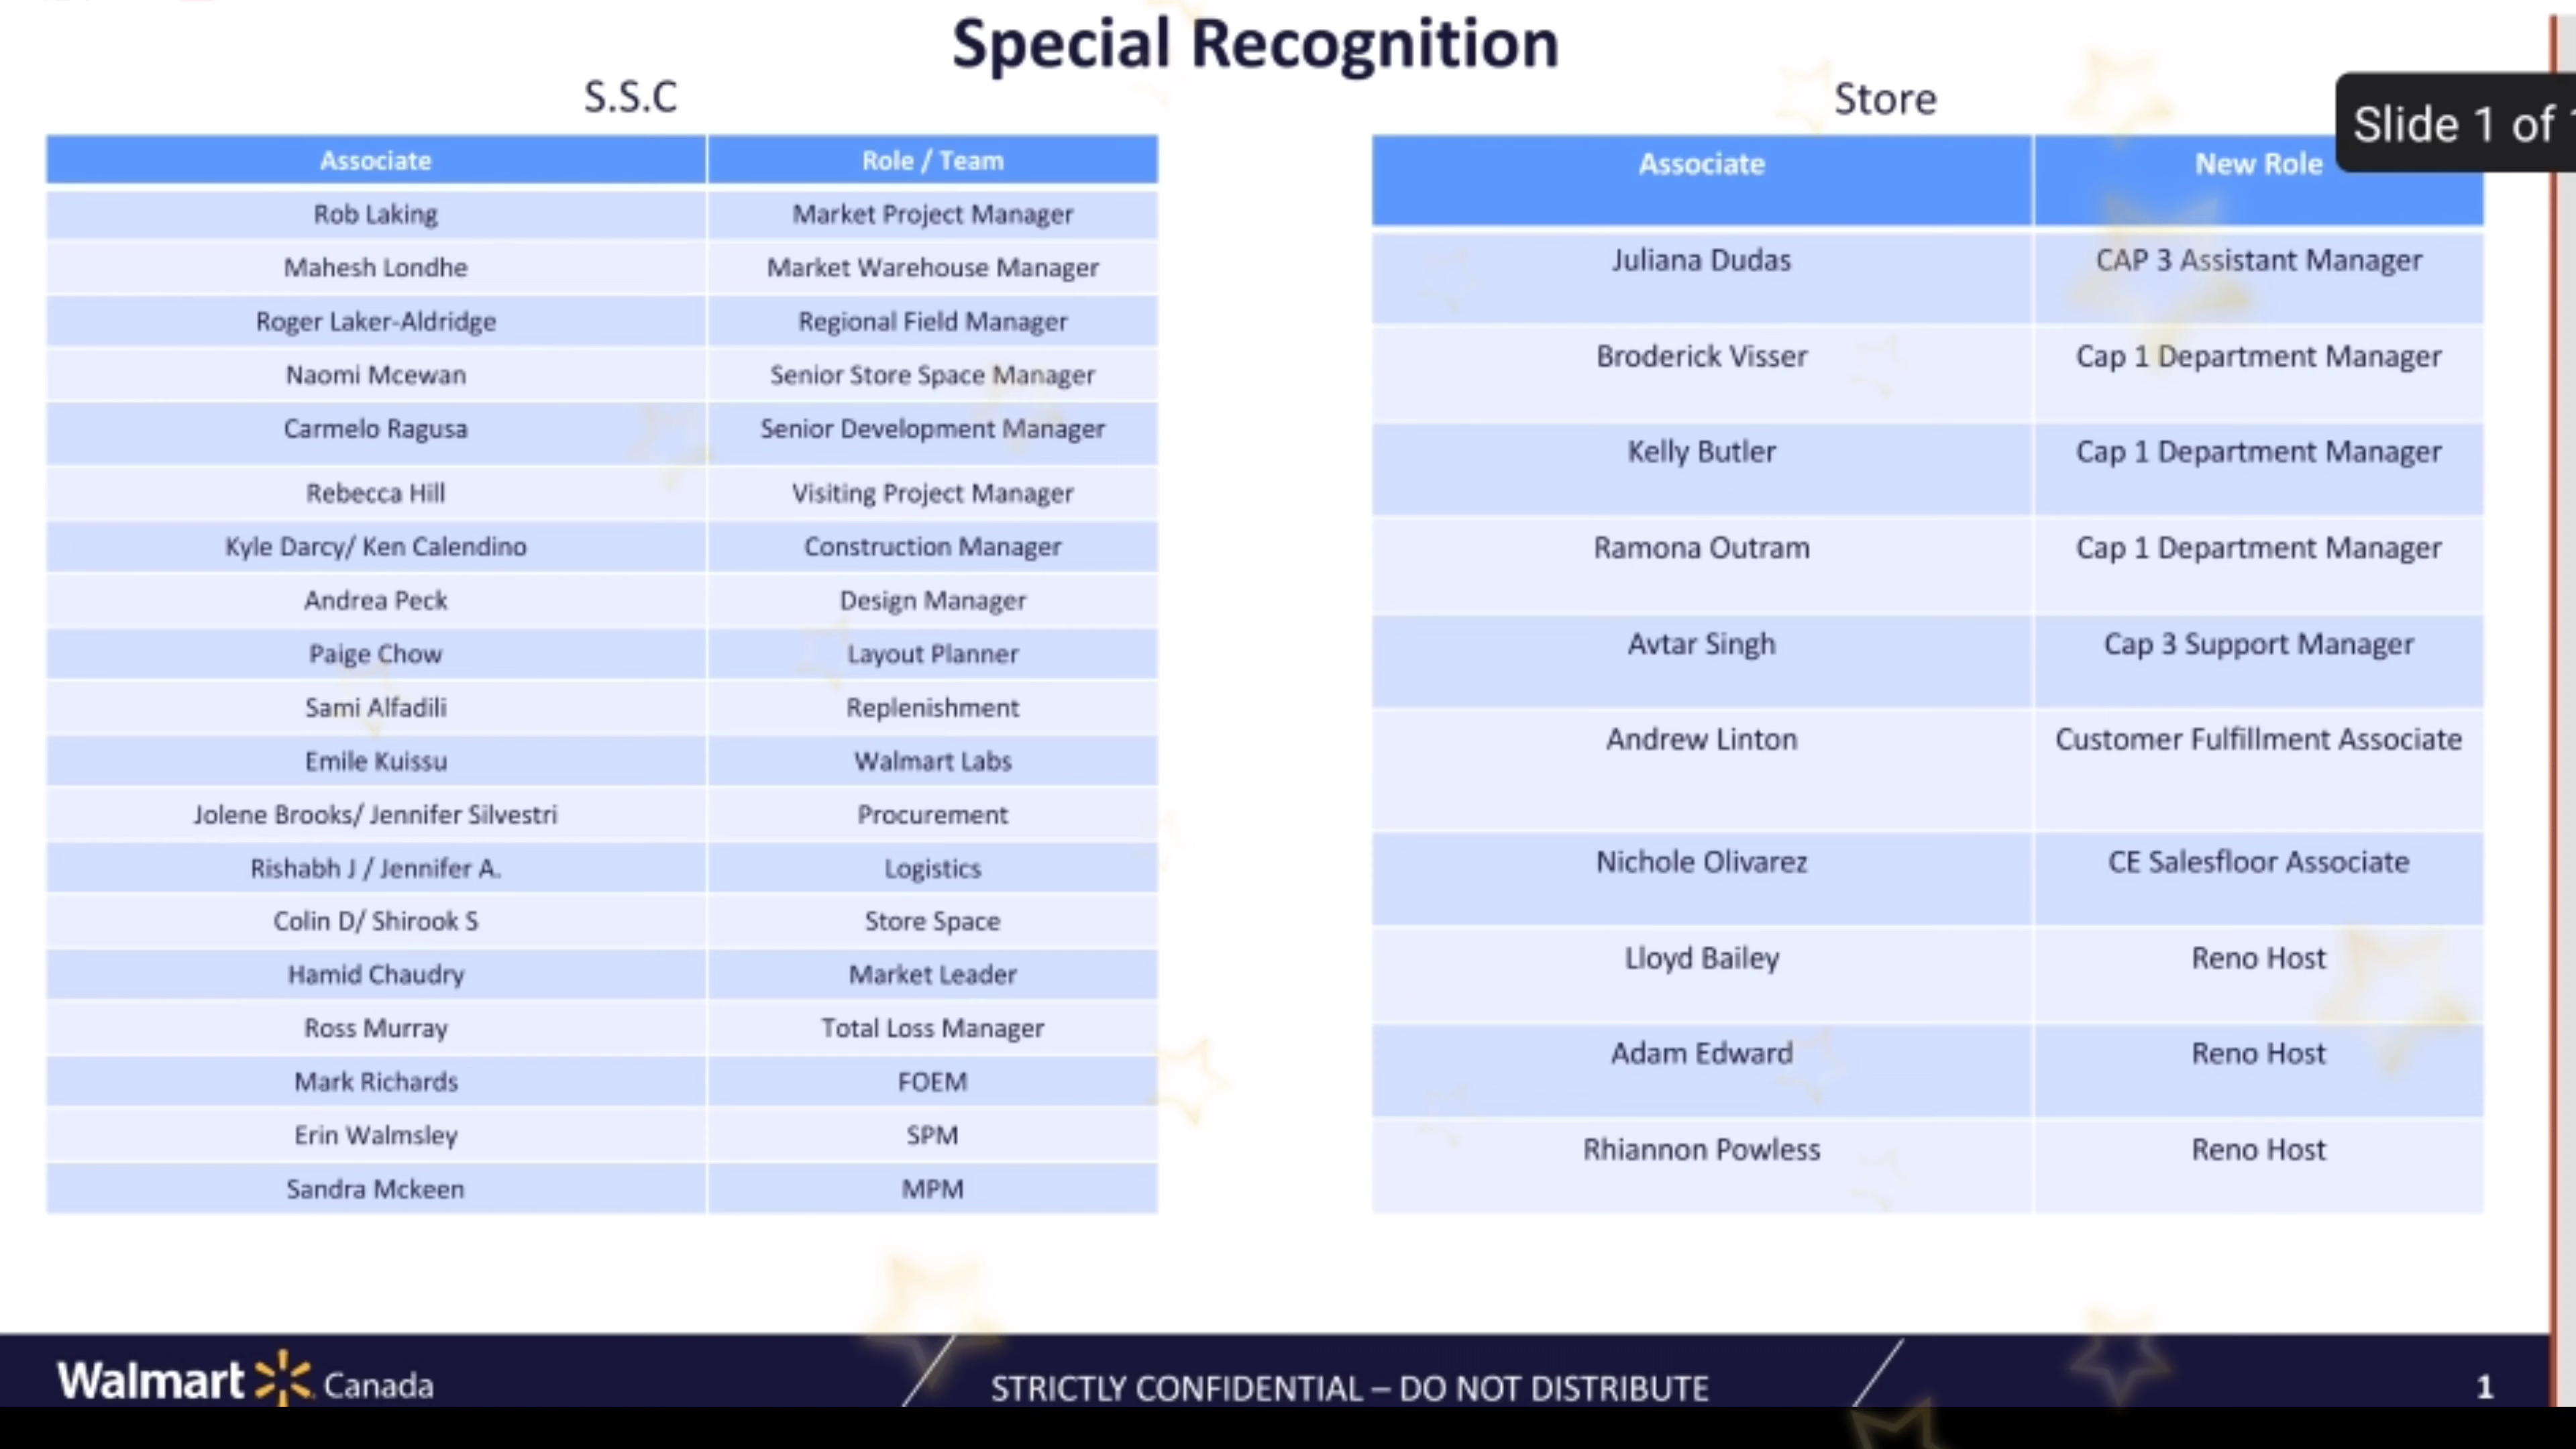 Special Recognition
S.S.C
Associate Role / Team
Rob Laking Market Project Manager
Mahesh Londhe Market Warehouse Manager
Roger Laker-Aldridge Regional Field Manager
Naomi Mcewan Senior Store Space Manager
Carmelo Ragusa Senior Development Manager
Rebecca Hill Visiting Project Manager
Kyle Darcy/ Ken Calendino Construction Manager
Andrea Peck Design Manager
Paige Chow Layout Planner
Sami Alfadili Replenishment
Emile Kuissu Walmart Labs
Jolene Brooks/ Jennifer Silvestri Procurement
Rishabh J / Jennifer A. Logistics
Colin D/ Shirook S Store Space
Hamid Chaudry Market Leader
Ross Murray Total Loss Manager
Mark Richards FOEM
Erin Walmsley SPM
Sandra Mckeen MPM
Store
Slide 1 of
Associate New Role
Juliana Dudas CAP 3 Assistant Manager
Broderick Visser Cap 1 Department Manager
Kelly Butler Cap 1 Department Manager
Ramona Outram Cap 1 Department Manager
Avtar Singh Cap 3 Support Manager
Andrew Linton Customer Fulfillment Associate
Nichole Olivarez CE Salesfloor Associate
Lloyd Bailey Reno Host
Adam Edward Reno Host
Rhiannon Powless Reno Host
Walmart Canada
STRICTLY CONFIDENTIAL – DO NOT DISTRIBUTE
1